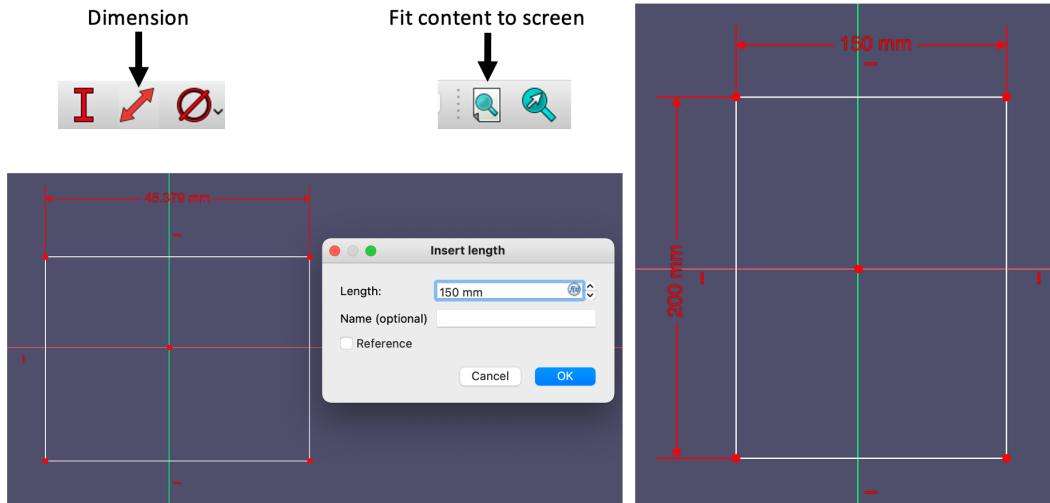 Dimension
Fit content to screen
150 mm
48.379 mm
Insert length
Length:
150 mm
f(x)
Name (optional)
Reference
Cancel
OK
200 mm